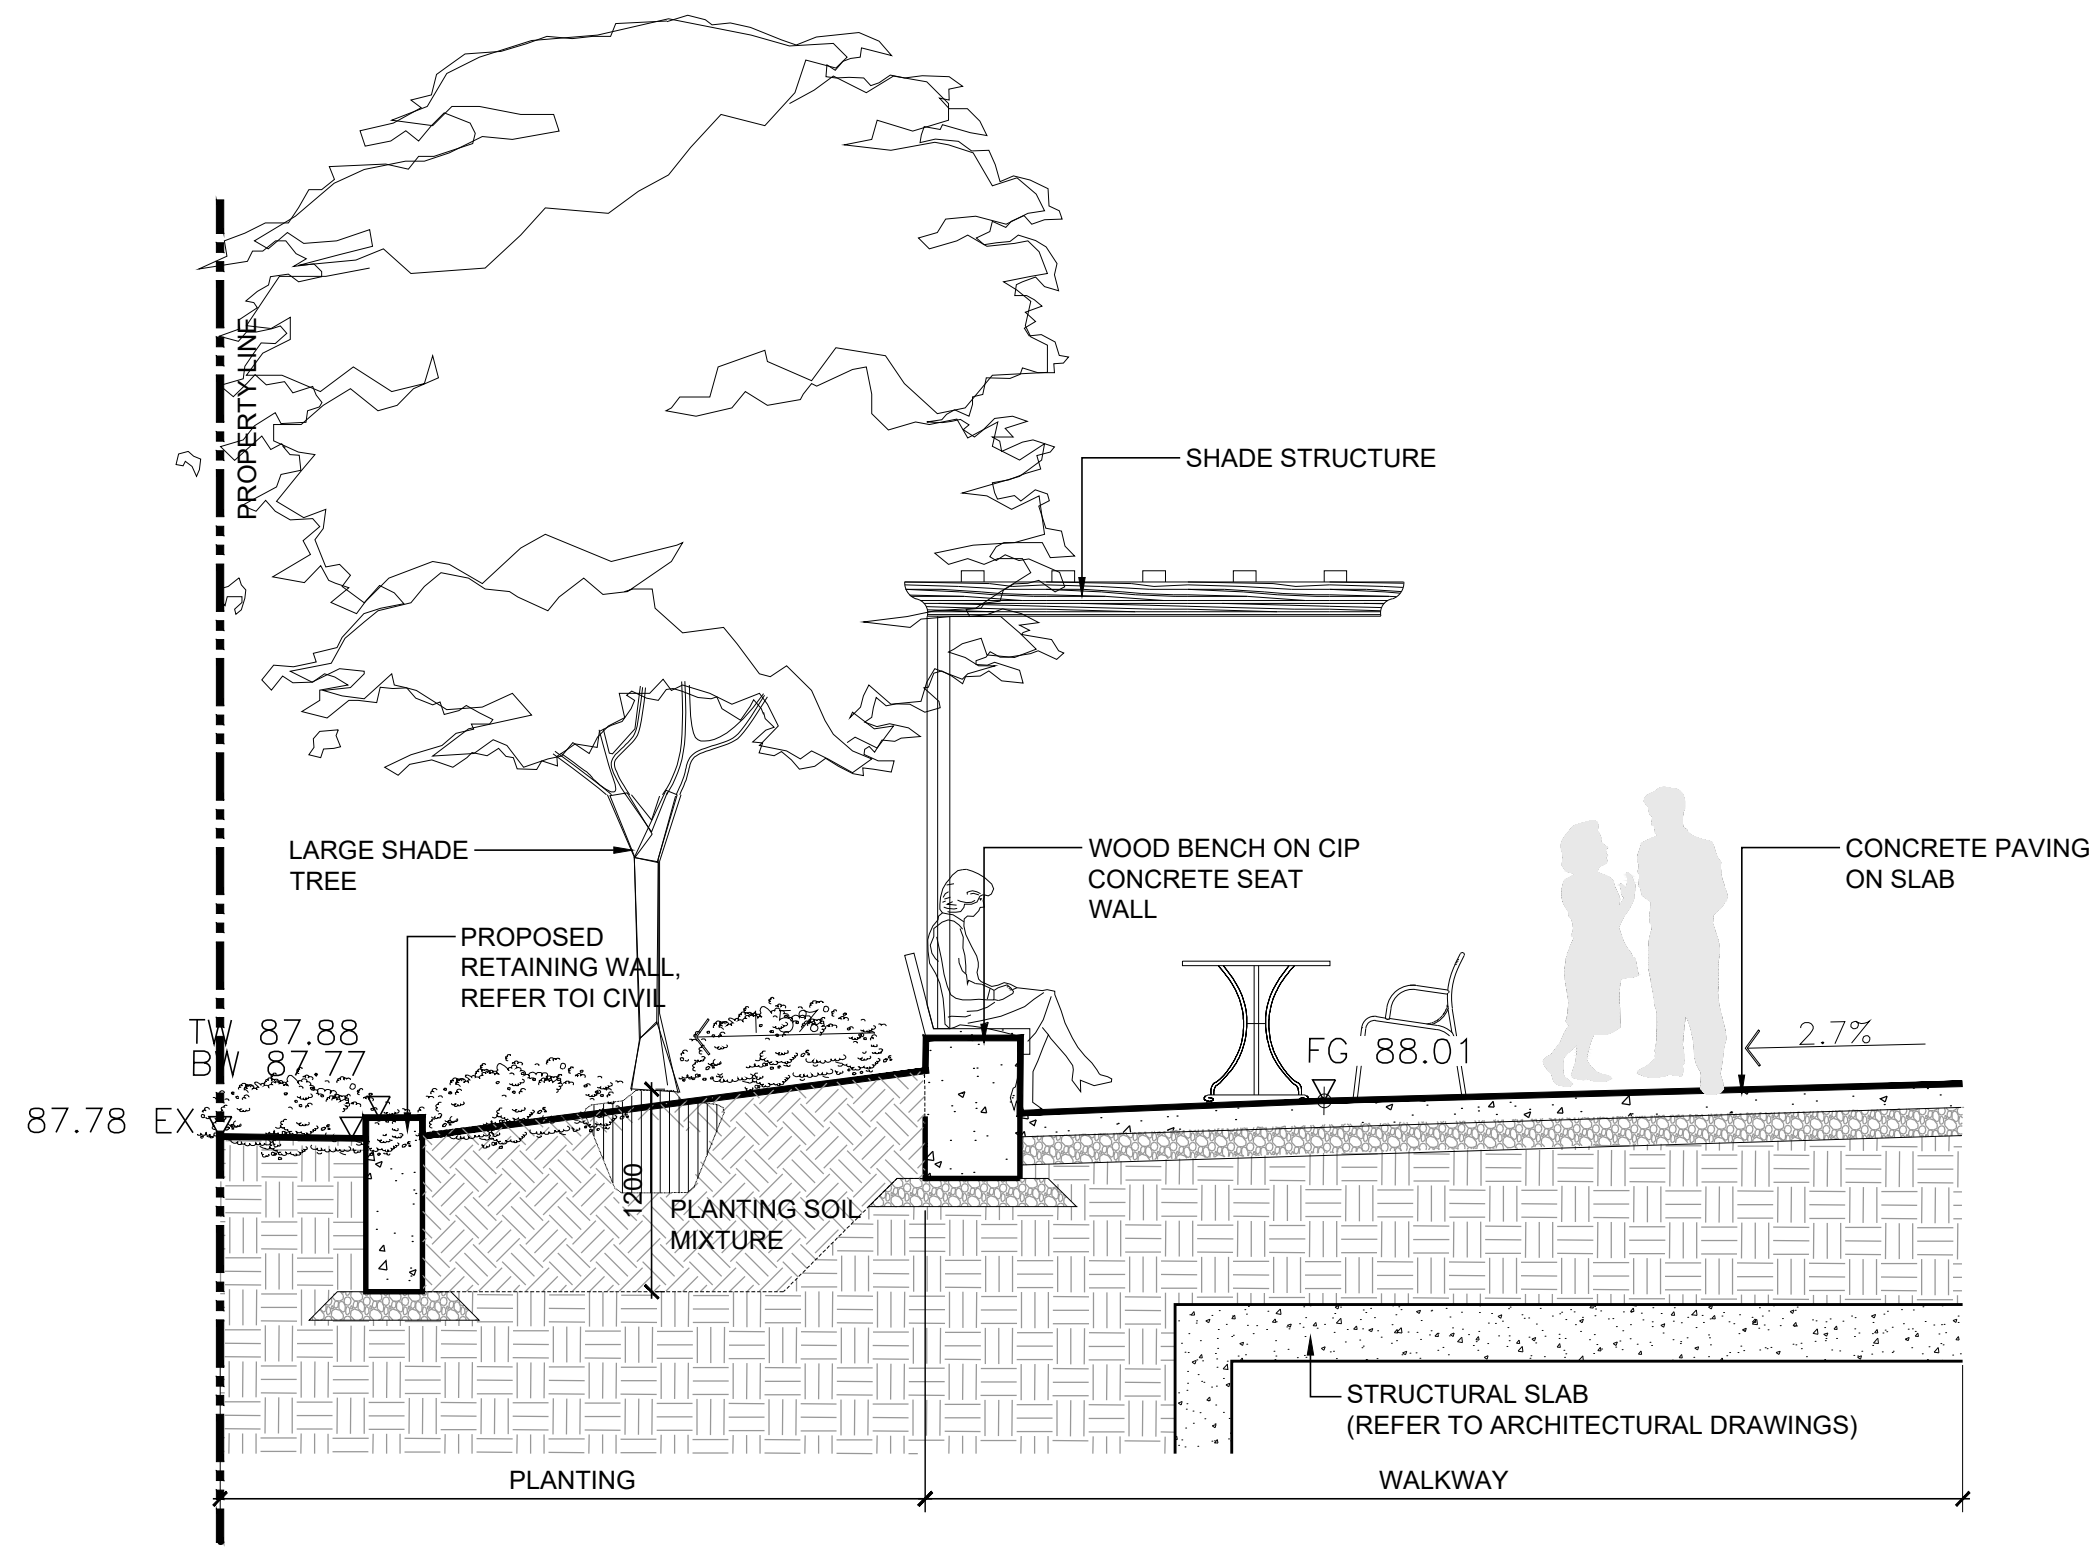 PROPERTY LINE
SHADE STRUCTURE
LARGE SHADE
TREE
WOOD BENCH ON CIP
CONCRETE SEAT
WALL
CONCRETE PAVING
ON SLAB
PROPOSED
RETAINING WALL,
REFER TOI CIVIL
TW 87.88
BW 87.77
87.78 EX
FG 88.01
2.7%
1200
PLANTING SOIL
MIXTURE
STRUCTURAL SLAB
(REFER TO ARCHITECTURAL DRAWINGS)
PLANTING
WALKWAY